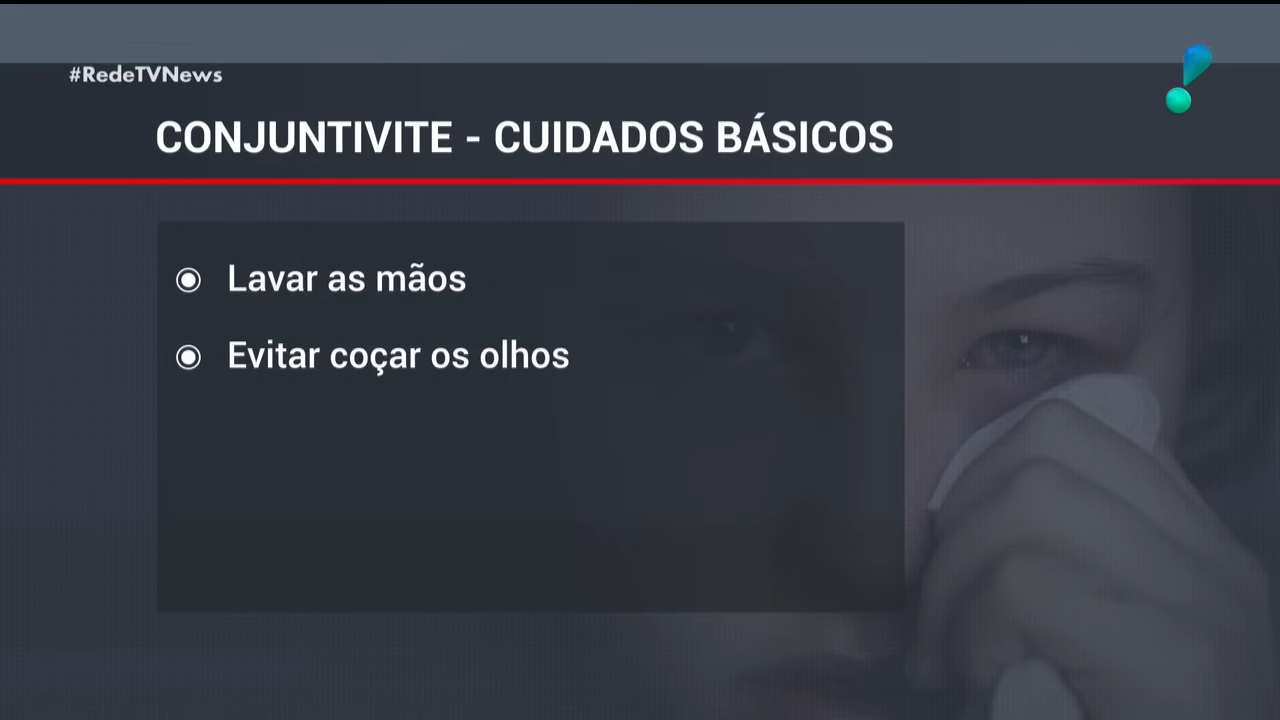 #RedeTVNews
CONJUNTIVITE - CUIDADOS BÁSICOS
Lavar as mãos
Evitar coçar os olhos